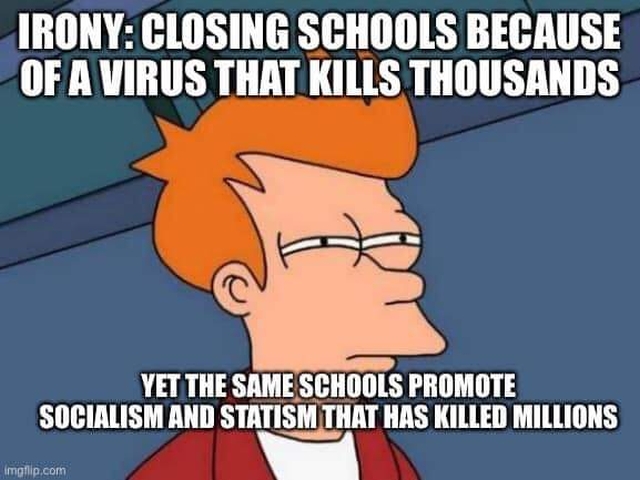 IRONY: CLOSING SCHOOLS BECAUSE
OF A VIRUS THAT KILLS THOUSANDS
YET THE SAME SCHOOLS PROMOTE
SOCIALISM AND STATISM THAT HAS KILLED MILLIONS
imgflip.com